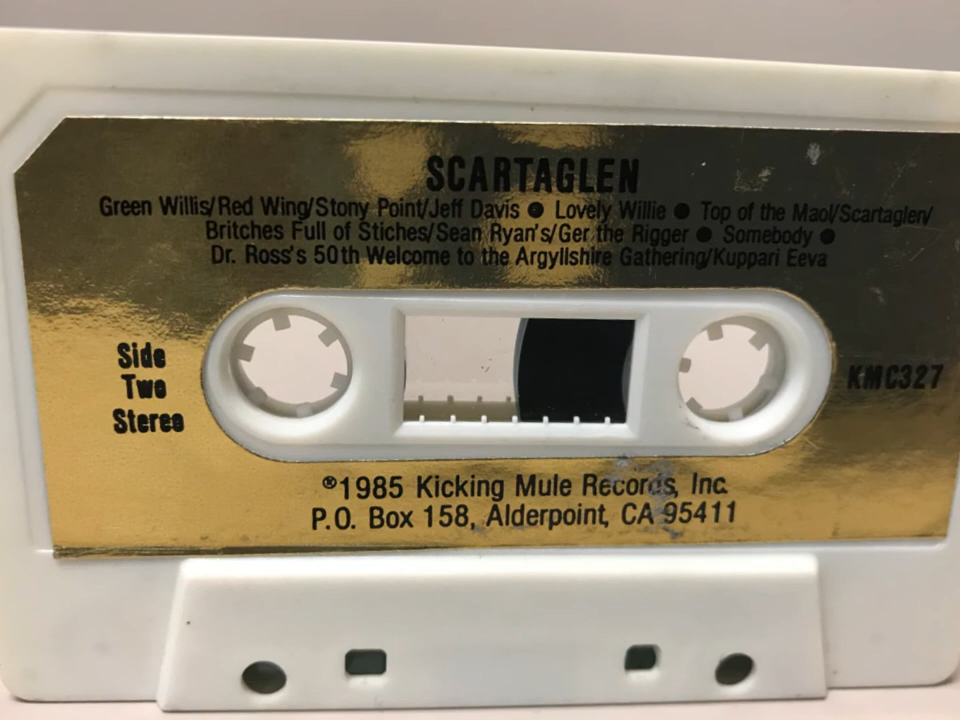 SCARTAGLEN
Green Willis/Red Wing/Stony Point/Jeff Davis ● Lovely Willie ● Top of the Maol/Scartaglen/
Britches Full of Stiches/Sean Ryan's/Ger the Rigger ● Somebody ●
Dr. Ross's 50th Welcome to the Argyllshire Gathering/Kuppari Eeva
Side
Two
Stereo
KMC327
℗1985 Kicking Mule Records, Inc.
P.O. Box 158, Alderpoint, CA 95411